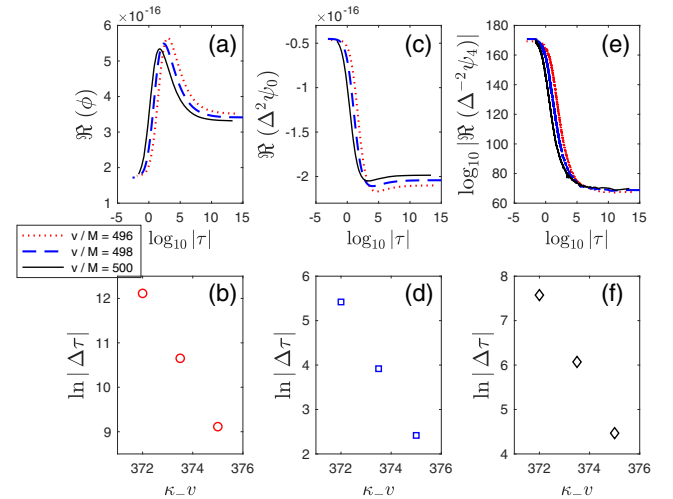 ×10⁻¹⁶
(a)
6
5
4
3
2
1
ℜ (ϕ)
-5 0 5 10 15
log₁₀ |τ|
×10⁻¹⁶
(c)
-0.5
-1
-1.5
-2
ℜ (Δ²ψ₀)
-5 0 5 10 15
log₁₀ |τ|
(e)
180
160
140
120
100
80
60
log₁₀ |ℜ (Δ⁻²ψ₄)|
-5 0 5 10 15
log₁₀ |τ|
v / M = 496
v / M = 498
v / M = 500
(b)
12
11
10
9
ln | Δτ|
372 374 376
κ₋v
(d)
6
5
4
3
2
ln | Δτ|
372 374 376
κ₋v
(f)
8
7
6
5
4
ln | Δτ|
372 374 376
κ₋v